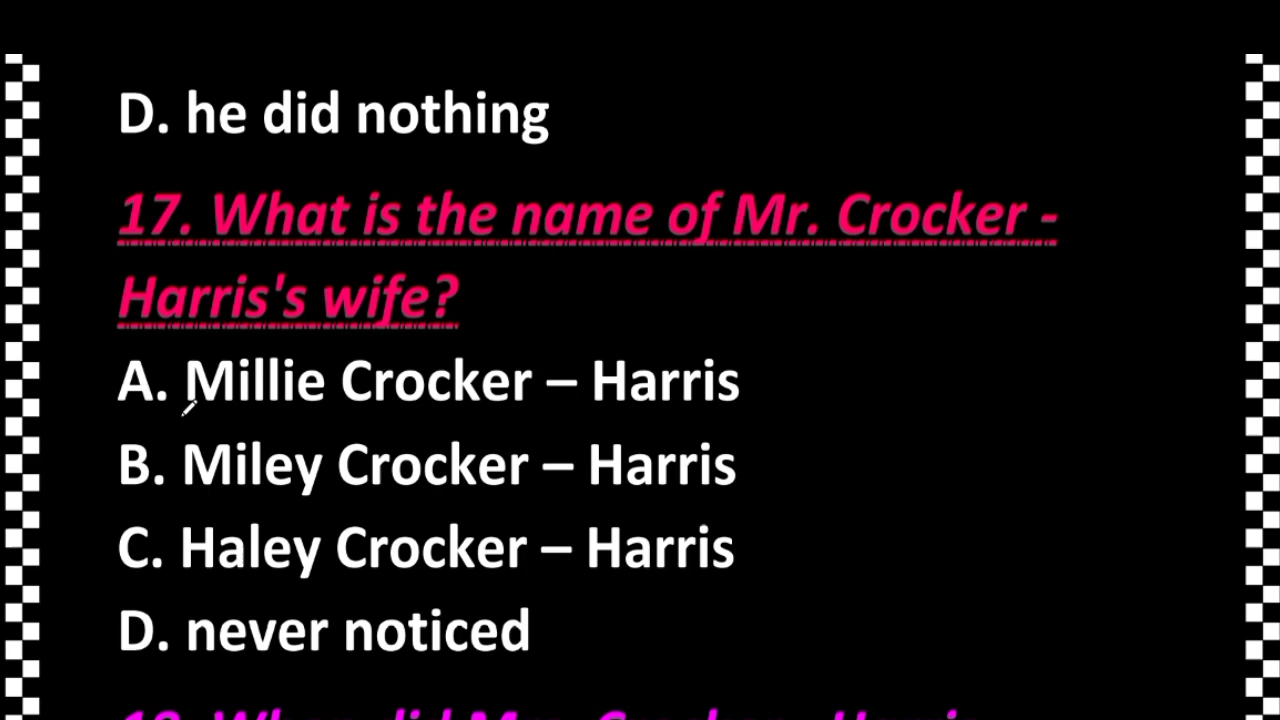 D. he did nothing
17. What is the name of Mr. Crocker -
Harris's wife?
A. Millie Crocker – Harris
B. Miley Crocker – Harris
C. Haley Crocker – Harris
D. never noticed